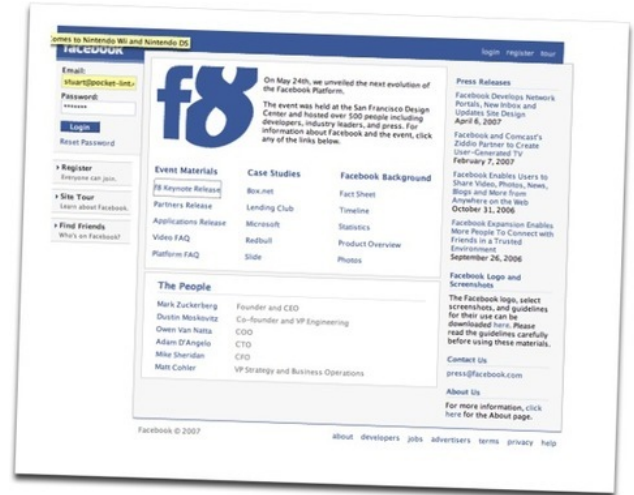 omes to Nintendo Wii and Nintendo DS
facebook
login register tour
Email:
stuart@pocket-lint.
Password:
•••••••
Login
Reset Password
Register
Everyone can join.
Site Tour
Learn about Facebook.
Find Friends
Who's on Facebook?
f8
On May 24th, we unveiled the next evolution of
the Facebook Platform.
The event was held at the San Francisco Design
Center and hosted over 500 people including
developers, industry leaders, and press. For
information about Facebook and the event, click
any of the links below.
Event Materials
f8 Keynote Release
Partners Release
Applications Release
Video FAQ
Platform FAQ
Case Studies
Box.net
Lending Club
Microsoft
Redbull
Slide
Facebook Background
Fact Sheet
Timeline
Statistics
Product Overview
Photos
The People
Mark Zuckerberg Founder and CEO
Dustin Moskovitz Co-founder and VP Engineering
Owen Van Natta COO
Adam D'Angelo CTO
Mike Sheridan CFO
Matt Cohler VP Strategy and Business Operations
Press Releases
Facebook Develops Network
Portals, New Inbox and
Updates Site Design
April 6, 2007
Facebook and Comcast's
Ziddio Partner to Create
User-Generated TV
February 7, 2007
Facebook Enables Users to
Share Video, Photos, News,
Blogs and More from
Anywhere on the Web
October 31, 2006
Facebook Expansion Enables
More People To Connect with
Friends in a Trusted
Environment
September 26, 2006
Facebook Logo and
Screenshots
The Facebook logo, select
screenshots, and guidelines
for their use can be
downloaded here. Please
read the guidelines carefully
before using these materials.
Contact Us
press@facebook.com
About Us
For more information, click
here for the About page.
Facebook © 2007
about developers jobs advertisers terms privacy help